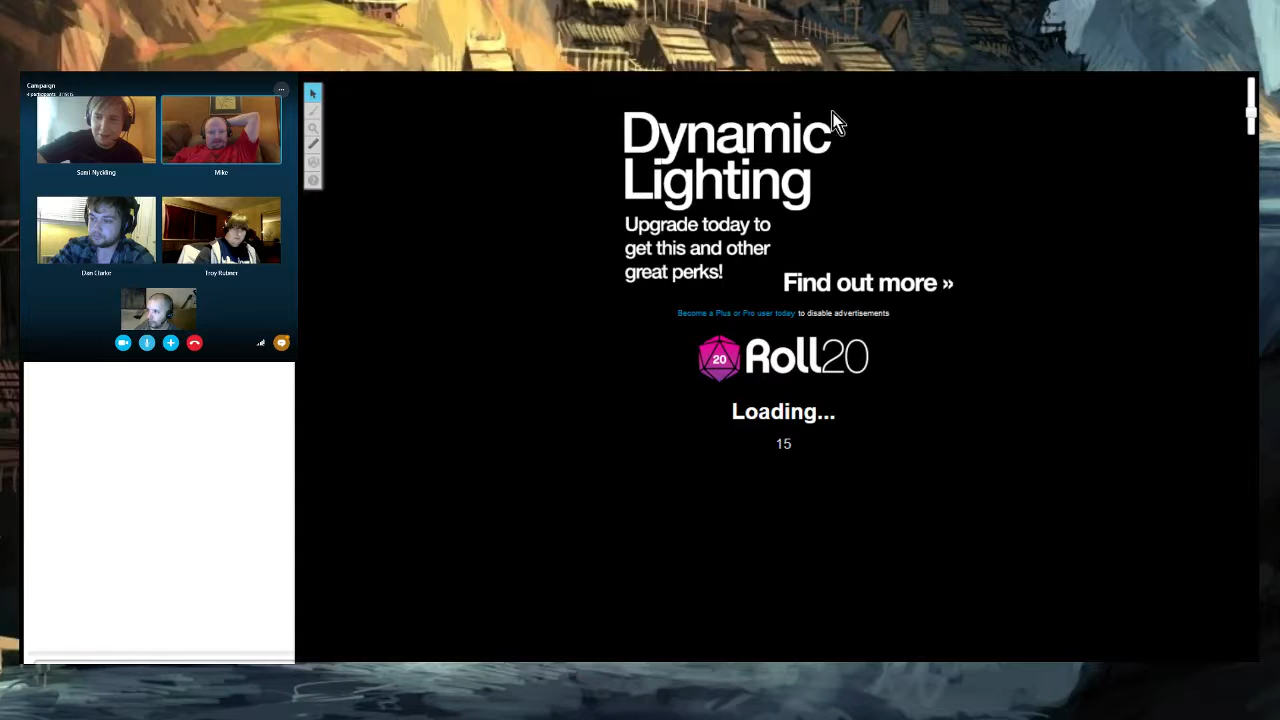 Campaign
Sami Nyckling
Mike
Dan Clarke
Troy Rubner
Dynamic
Lighting
Upgrade today to
get this and other
great perks!
Find out more »
Become a Plus or Pro user today to disable advertisements
20 Roll20
Loading...
15